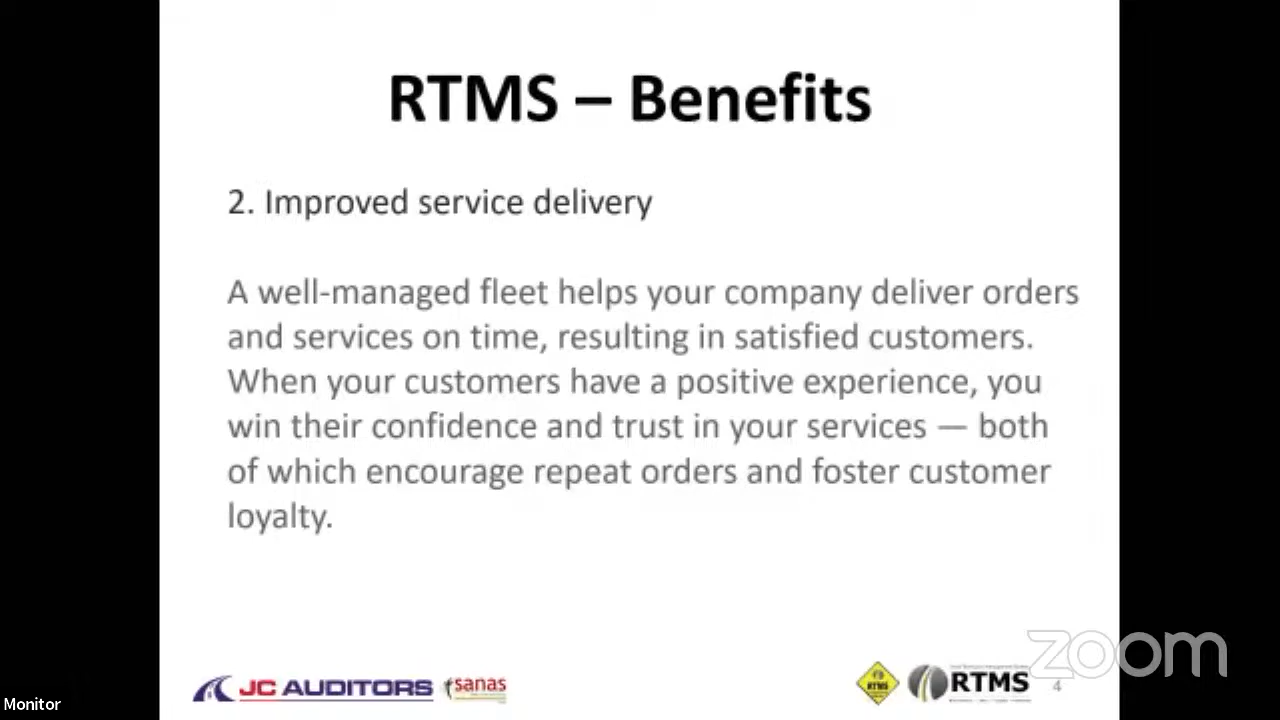 RTMS – Benefits
2. Improved service delivery
A well-managed fleet helps your company deliver orders
and services on time, resulting in satisfied customers.
When your customers have a positive experience, you
win their confidence and trust in your services — both
of which encourage repeat orders and foster customer
loyalty.
zoom
JC AUDITORS
sanas
RTMS
RTMS
4
Monitor